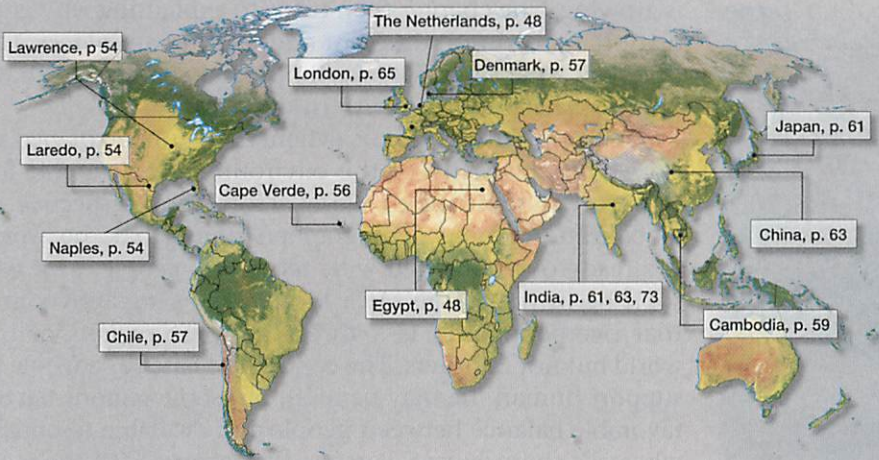 The Netherlands, p. 48
Lawrence, p 54
London, p. 65
Denmark, p. 57
Japan, p. 61
Laredo, p. 54
Cape Verde, p. 56
Naples, p. 54
China, p. 63
Egypt, p. 48
India, p. 61, 63, 73
Cambodia, p. 59
Chile, p. 57